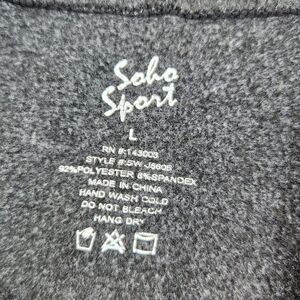 Soho
Sport
L
RN #:143003
STYLE #:SW-J860E
92%POLYESTER 8%SPANDEX
MADE IN CHINA
HAND WASH COLD
DO NOT BLEACH
HANG DRY